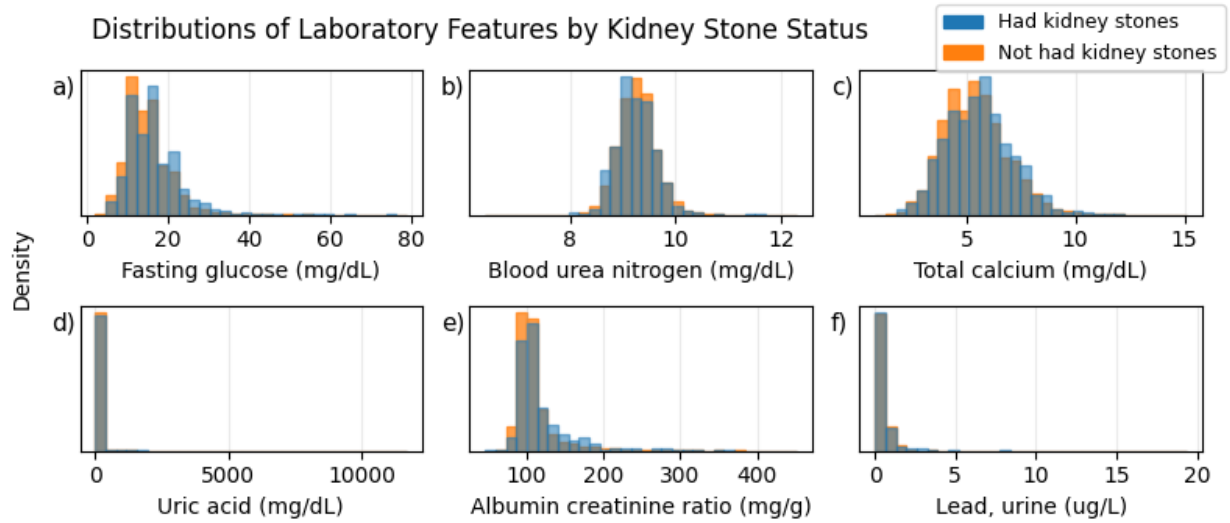 Distributions of Laboratory Features by Kidney Stone Status
Had kidney stones
Not had kidney stones
a)
b)
c)
0 20 40 60 80
8 10 12
5 10 15
Fasting glucose (mg/dL)
Blood urea nitrogen (mg/dL)
Total calcium (mg/dL)
Density
d)
e)
f)
0 5000 10000
100 200 300 400
0 5 10 15 20
Uric acid (mg/dL)
Albumin creatinine ratio (mg/g)
Lead, urine (ug/L)